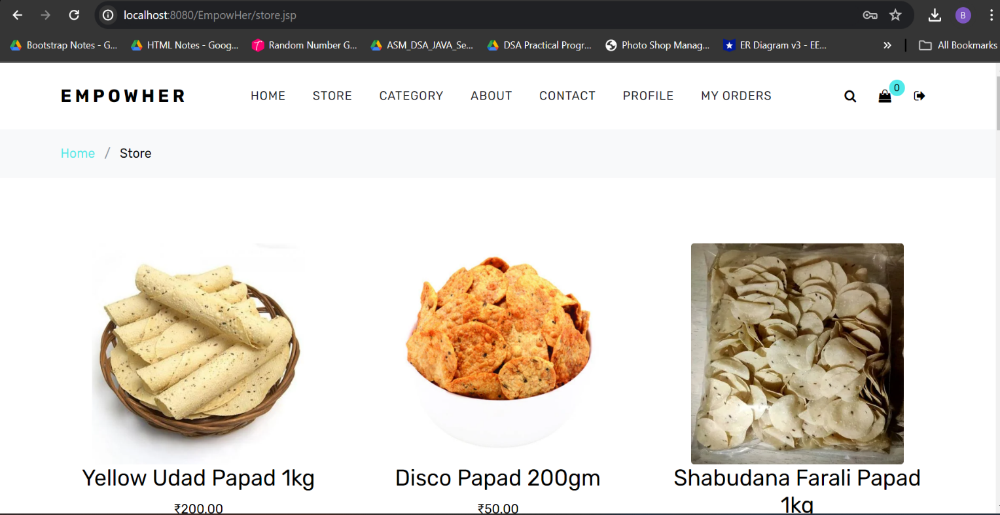 localhost:8080/EmpowHer/store.jsp
B
Bootstrap Notes - G...
HTML Notes - Goog...
Random Number G...
ASM_DSA_JAVA_Se...
DSA Practical Progr...
Photo Shop Manag...
ER Diagram v3 - EE...
»
All Bookmarks
EMPOWHER
HOME
STORE
CATEGORY
ABOUT
CONTACT
PROFILE
MY ORDERS
0
Home / Store
Yellow Udad Papad 1kg
₹200.00
Disco Papad 200gm
₹50.00
Shabudana Farali Papad
1kg